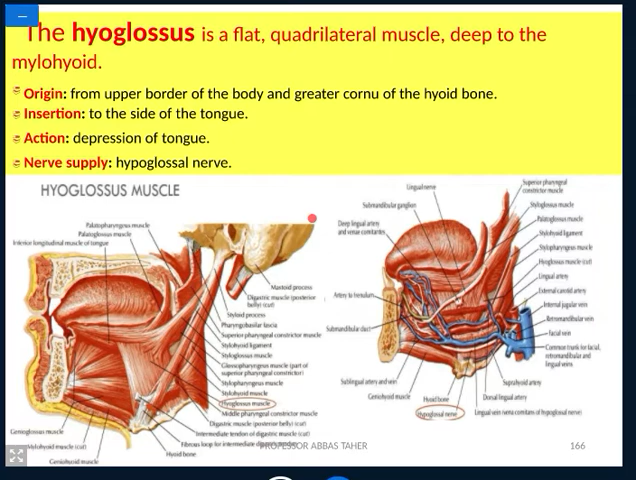 The hyoglossus is a flat, quadrilateral muscle, deep to the
mylohyoid.
Origin: from upper border of the body and greater cornu of the hyoid bone.
Insertion: to the side of the tongue.
Action: depression of tongue.
Nerve supply: hypoglossal nerve.
HYOGLOSSUS MUSCLE
Palatopharyngeus muscle
Palatoglossus muscle
Inferior longitudinal muscle of tongue
Mastoid process
Digastric muscle (posterior
belly) (cut)
Styloid process
Pharyngobasilar fascia
Superior pharyngeal constrictor muscle
Stylohyoid ligament
Styloglossus muscle
Glossopharyngeus muscle (part of
superior pharyngeal constrictor)
Stylopharyngeus muscle
Stylohyoid muscle
Hyoglossus muscle
Middle pharyngeal constrictor muscle
Digastric muscle (posterior belly) (cut)
Intermediate tendon of digastric muscle (cut)
Fibrous loop for intermediate digastric tendon
Hyoid bone
Genioglossus muscle
Mylohyoid muscle (cut)
Geniohyoid muscle
Lingual nerve
Submandibular ganglion
Deep lingual artery
and venae comitantes
Artery to frenulum
Submandibular duct
Sublingual artery and vein
Geniohyoid muscle
Hyoid bone
Hypoglossal nerve
Superior pharyngeal
constrictor muscle
Styloglossus muscle
Palatoglossus muscle
Stylohyoid ligament
Stylopharyngeus muscle
Hyoglossus muscle (cut)
Lingual artery
External carotid artery
Internal jugular vein
Retromandibular vein
Facial vein
Common trunk for facial,
retromandibular and
lingual veins
Suprahyoid artery
Dorsal lingual artery
Lingual vein (vena comitans of hypoglossal nerve)
PROFESSOR ABBAS TAHER
166